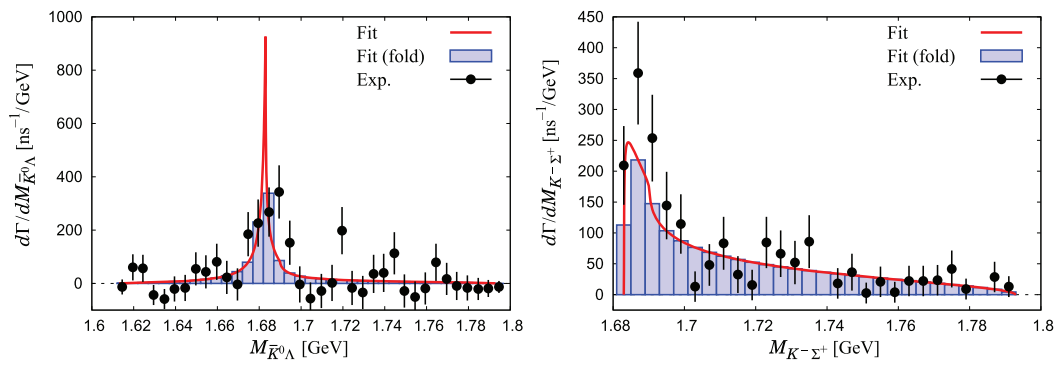 dΓ/dM_{K̄⁰Λ} [ns⁻¹/GeV]
1000
800
600
400
200
0
Fit
Fit (fold)
Exp.
1.6 1.62 1.64 1.66 1.68 1.7 1.72 1.74 1.76 1.78 1.8
M_{K̄⁰Λ} [GeV]
dΓ/dM_{K⁻Σ⁺} [ns⁻¹/GeV]
450
400
350
300
250
200
150
100
50
0
Fit
Fit (fold)
Exp.
1.68 1.7 1.72 1.74 1.76 1.78 1.8
M_{K⁻Σ⁺} [GeV]